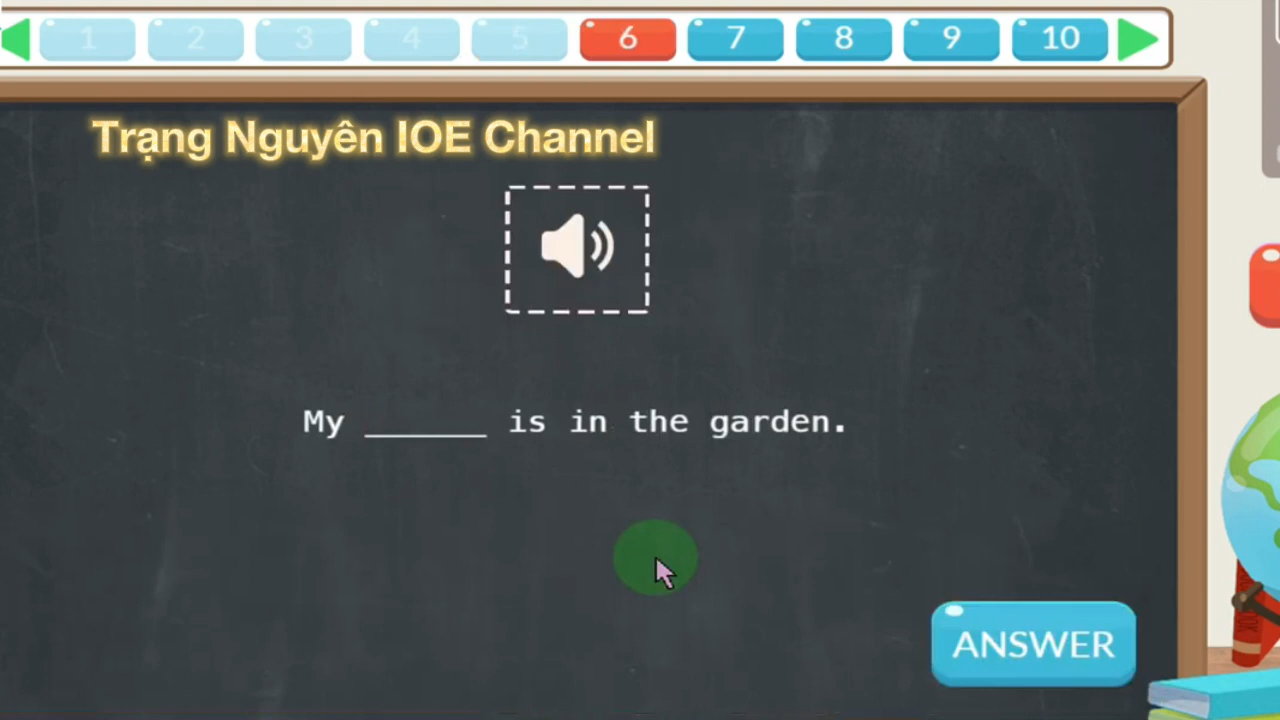 1 2 3 4 5 6 7 8 9 10
Trạng Nguyên IOE Channel
My ______ is in the garden.
ANSWER